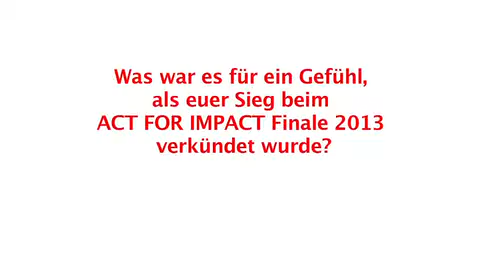 Was war es für ein Gefühl,
als euer Sieg beim
ACT FOR IMPACT Finale 2013
verkündet wurde?